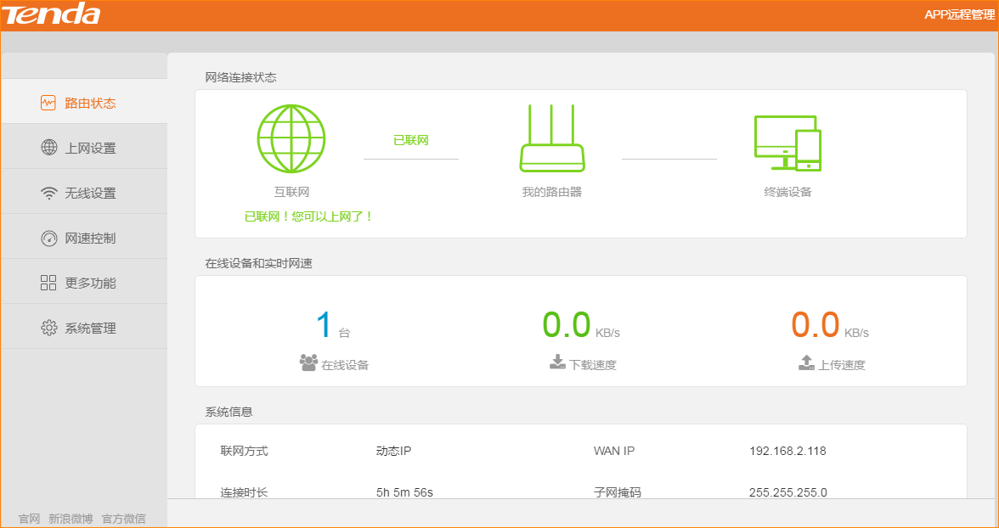 Tenda
APP远程管理
路由状态
上网设置
无线设置
网速控制
更多功能
系统管理
官网 新浪微博 官方微信
网络连接状态
已联网
互联网 我的路由器 终端设备
已联网！您可以上网了！
在线设备和实时网速
1 台 0.0 KB/s 0.0 KB/s
在线设备 下载速度 上传速度
系统信息
联网方式 动态IP WAN IP 192.168.2.118
连接时长 5h 5m 56s 子网掩码 255.255.255.0